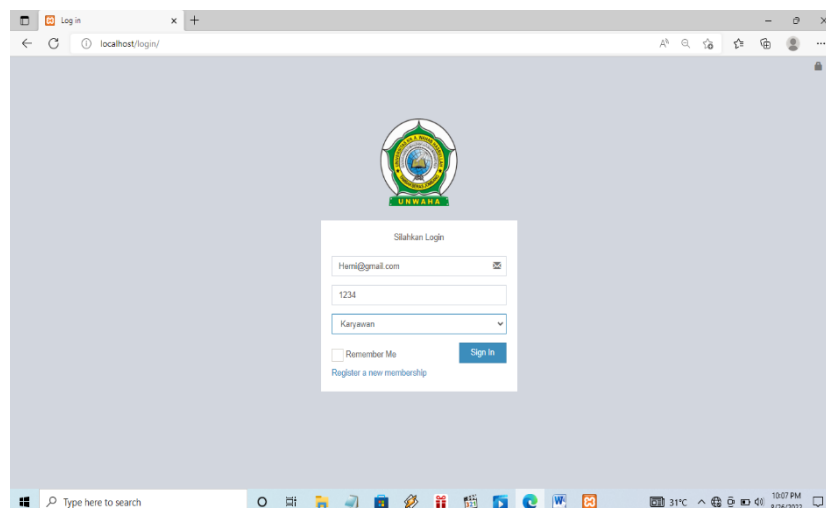 Log in
localhost/login/
UNWAHA
Silahkan Login
Herni@gmail.com
1234
Karyawan
Remember Me
Sign In
Register a new membership
Type here to search
31°C
10:07 PM